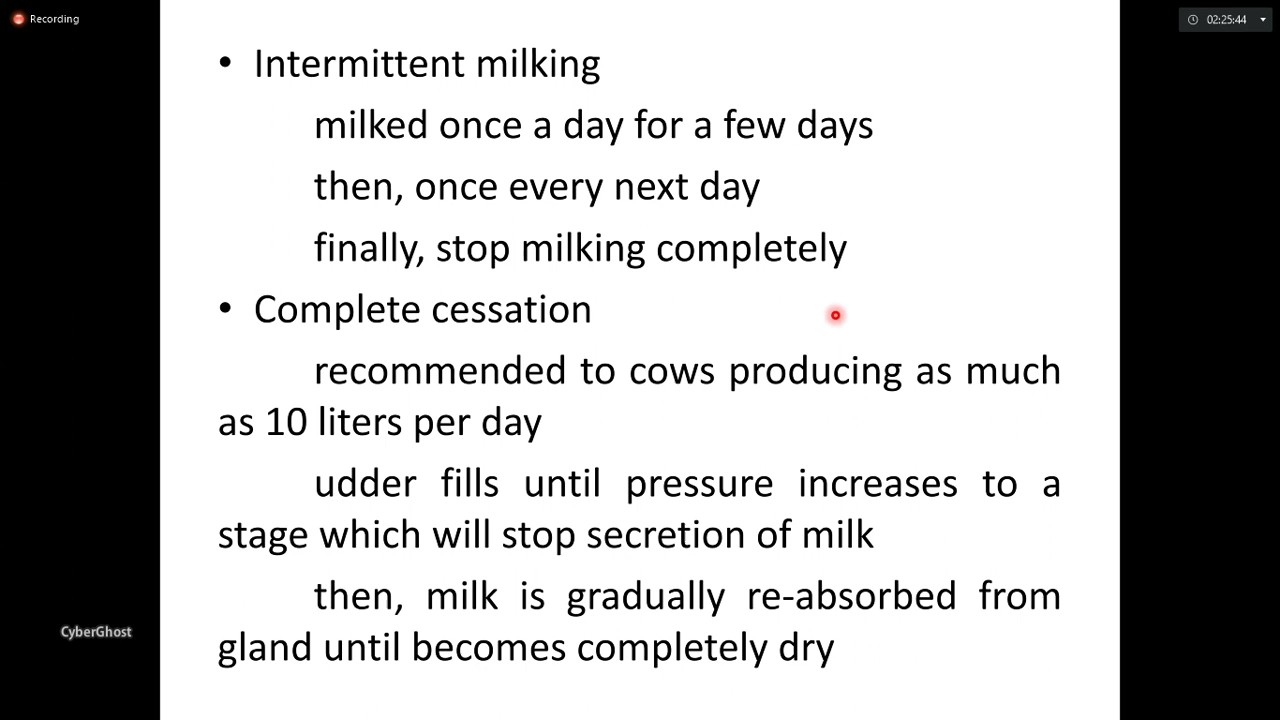 Recording
02:25:44
• Intermittent milking
milked once a day for a few days
then, once every next day
finally, stop milking completely
• Complete cessation
recommended to cows producing as much
as 10 liters per day
udder fills until pressure increases to a
stage which will stop secretion of milk
then, milk is gradually re-absorbed from
gland until becomes completely dry
CyberGhost